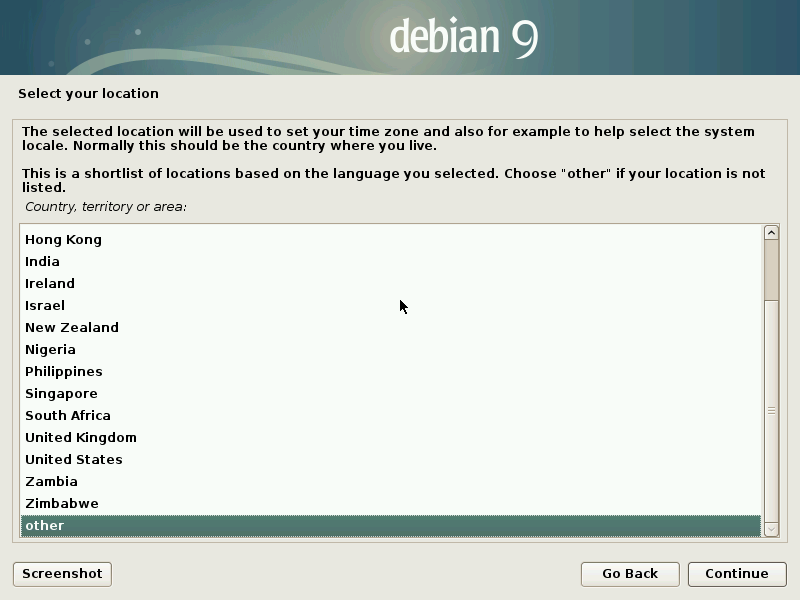 debian 9
Select your location
The selected location will be used to set your time zone and also for example to help select the system
locale. Normally this should be the country where you live.
This is a shortlist of locations based on the language you selected. Choose "other" if your location is not
listed.
Country, territory or area:
Hong Kong
India
Ireland
Israel
New Zealand
Nigeria
Philippines
Singapore
South Africa
United Kingdom
United States
Zambia
Zimbabwe
other
Screenshot
Go Back
Continue